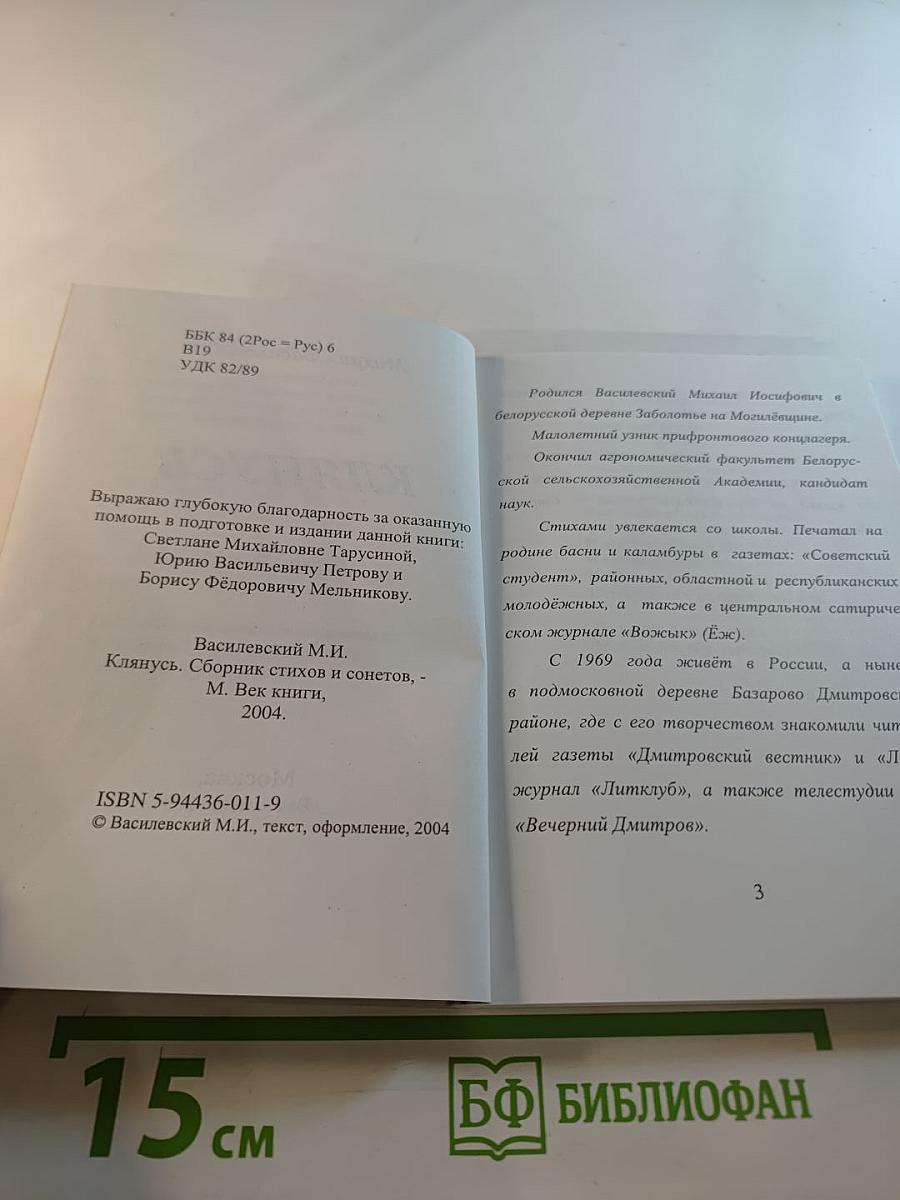 ББК 84 (2Рос = Рус) 6
В19
УДК 82/89
Выражаю глубокую благодарность за оказанную
помощь в подготовке и издании данной книги:
Светлане Михайловне Тарусиной,
Юрию Васильевичу Петрову и
Борису Фёдоровичу Мельникову.
Василевский М.И.
Клянусь. Сборник стихов и сонетов, -
М. Век книги,
2004.
ISBN 5-94436-011-9
© Василевский М.И., текст, оформление, 2004
Родился Василевский Михаил Иосифович в
белорусской деревне Заболотье на Могилёвщине.
Малолетний узник прифронтового концлагеря.
Окончил агрономический факультет Белорус-
ской сельскохозяйственной Академии, кандидат
наук.
Стихами увлекается со школы. Печатал на
родине басни и каламбуры в газетах: «Советский
студент», районных, областной и республиканских
молодёжных, а также в центральном сатириче
ском журнале «Вожык» (Ёж).
С 1969 года живёт в России, а ныне
в подмосковной деревне Базарово Дмитровс
районе, где с его творчеством знакомили чит
лей газеты «Дмитровский вестник» и «Л
журнал «Литклуб», а также телестудии
«Вечерний Дмитров».
3
15 см
БФ БИБЛИОФАН